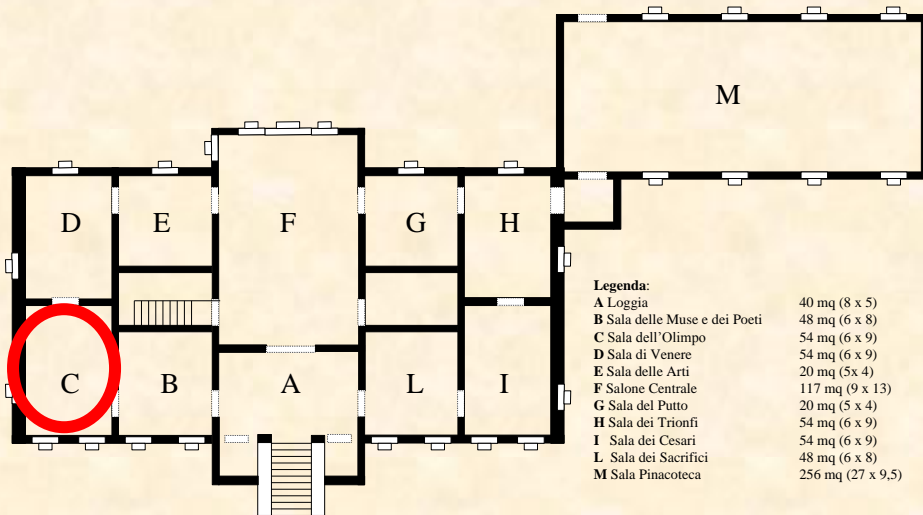 M
D
E
F
G
H
C
B
A
L
I
Legenda:
A Loggia 40 mq (8 x 5)
B Sala delle Muse e dei Poeti 48 mq (6 x 8)
C Sala dell'Olimpo 54 mq (6 x 9)
D Sala di Venere 54 mq (6 x 9)
E Sala delle Arti 20 mq (5x 4)
F Salone Centrale 117 mq (9 x 13)
G Sala del Putto 20 mq (5 x 4)
H Sala dei Trionfi 54 mq (6 x 9)
I Sala dei Cesari 54 mq (6 x 9)
L Sala dei Sacrifici 48 mq (6 x 8)
M Sala Pinacoteca 256 mq (27 x 9,5)